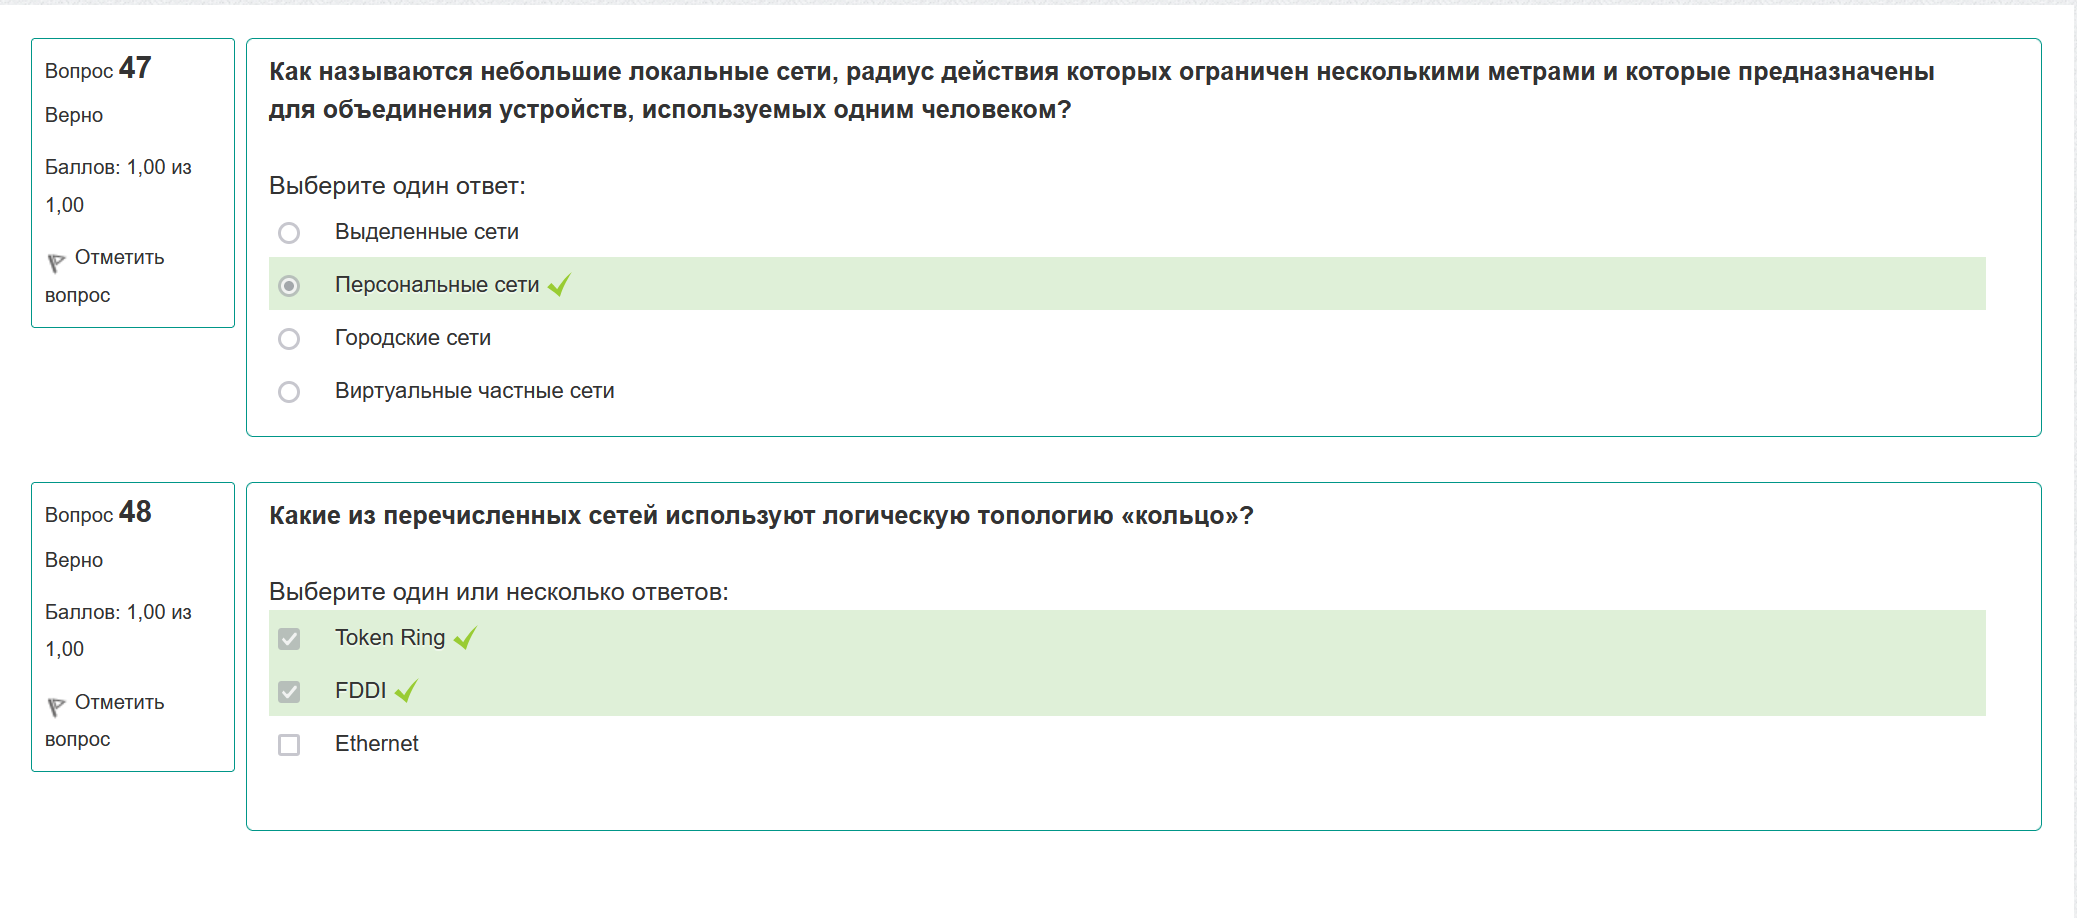 Вопрос 47
Верно
Баллов: 1,00 из
1,00
Отметить
вопрос
Как называются небольшие локальные сети, радиус действия которых ограничен несколькими метрами и которые предназначены
для объединения устройств, используемых одним человеком?
Выберите один ответ:
Выделенные сети
Персональные сети
Городские сети
Виртуальные частные сети
Вопрос 48
Верно
Баллов: 1,00 из
1,00
Отметить
вопрос
Какие из перечисленных сетей используют логическую топологию «кольцо»?
Выберите один или несколько ответов:
Token Ring
FDDI
Ethernet